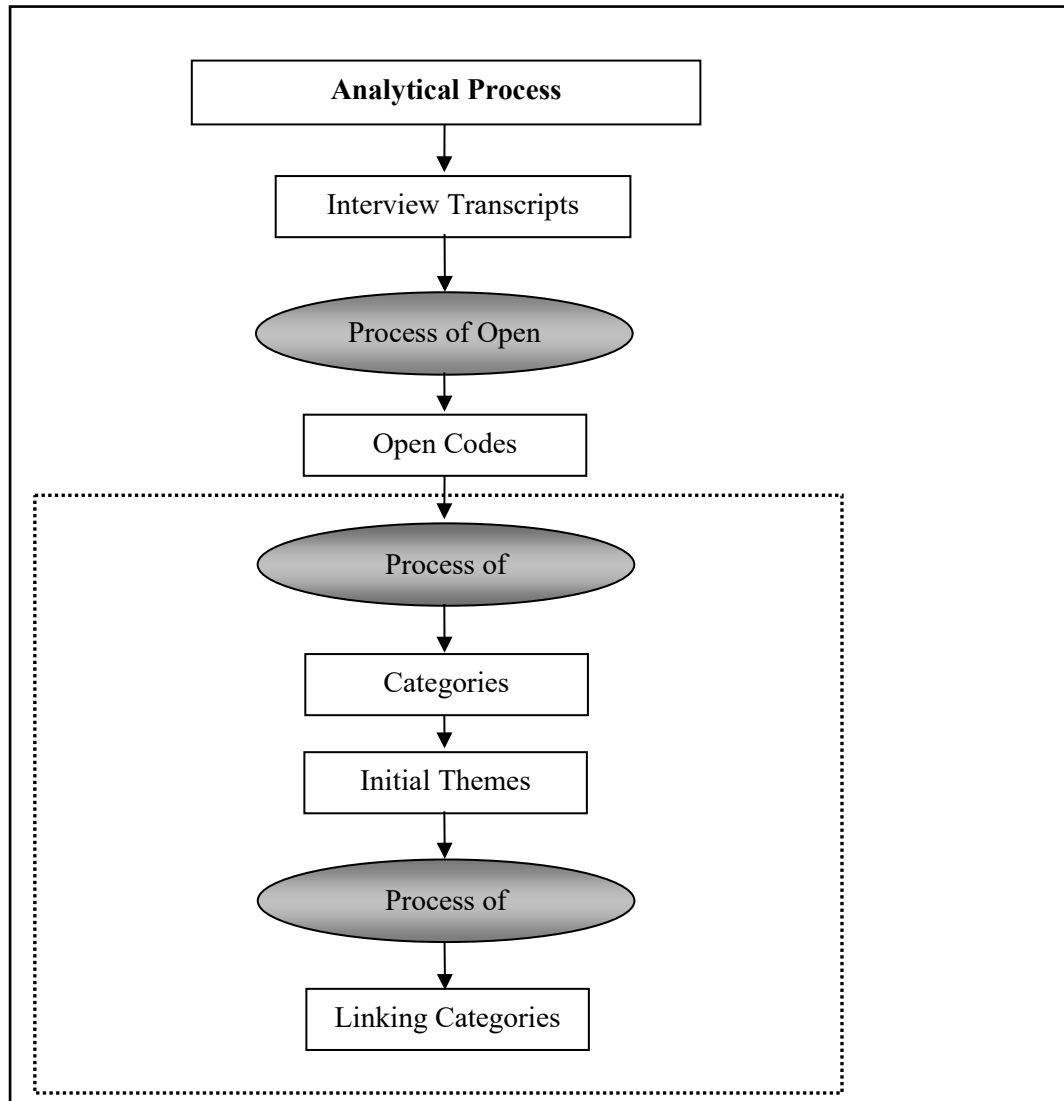 Analytical Process
Interview Transcripts
Process of Open
Open Codes
Process of
Categories
Initial Themes
Process of
Linking Categories